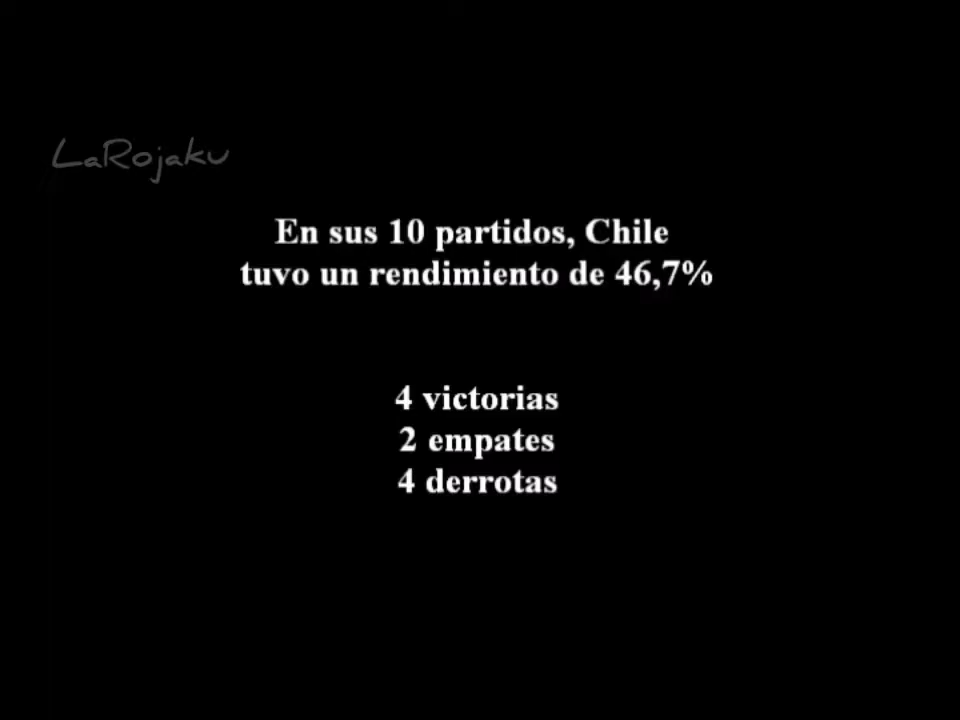 LaRojaku
En sus 10 partidos, Chile
tuvo un rendimiento de 46,7%
4 victorias
2 empates
4 derrotas